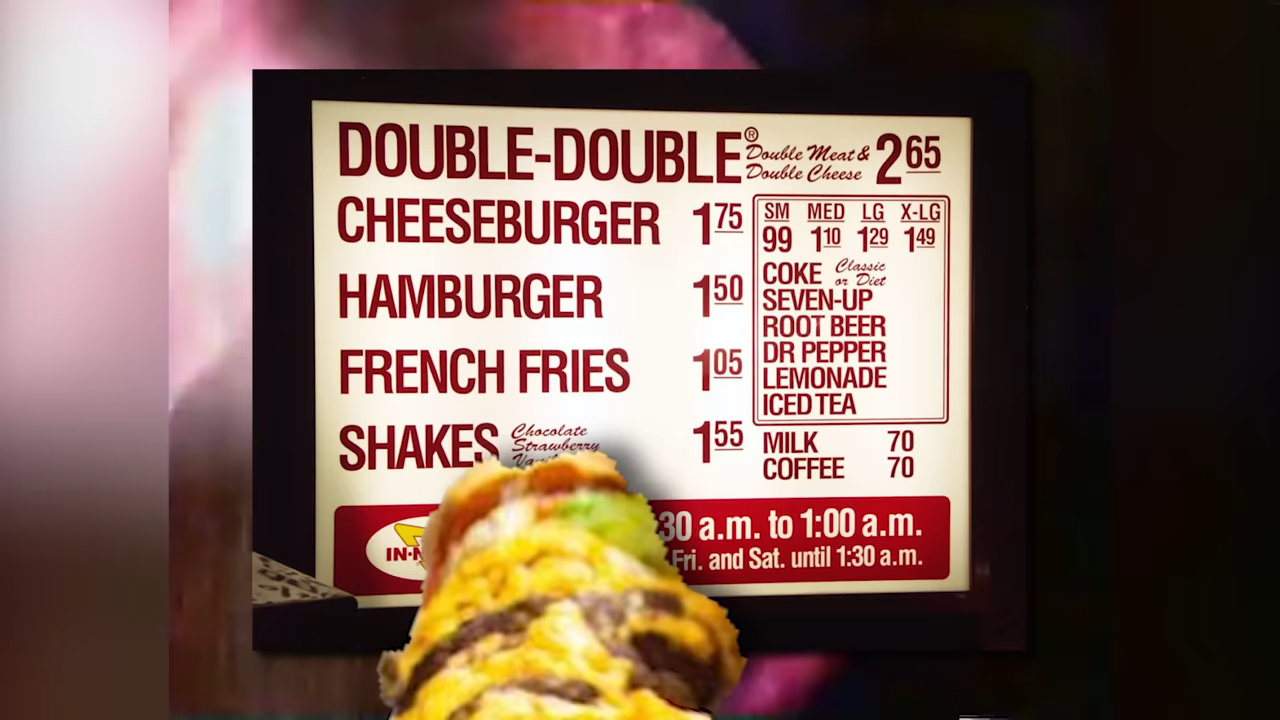 DOUBLE-DOUBLE® Double Meat & Double Cheese 2 65
CHEESEBURGER 1 75
HAMBURGER 1 50
FRENCH FRIES 1 05
SHAKES Chocolate Strawberry 1 55
SM MED LG X-LG
99 1 10 1 29 1 49
COKE Classic or Diet
SEVEN-UP
ROOT BEER
DR PEPPER
LEMONADE
ICED TEA
MILK 70
COFFEE 70
30 a.m. to 1:00 a.m.
Fri. and Sat. until 1:30 a.m.